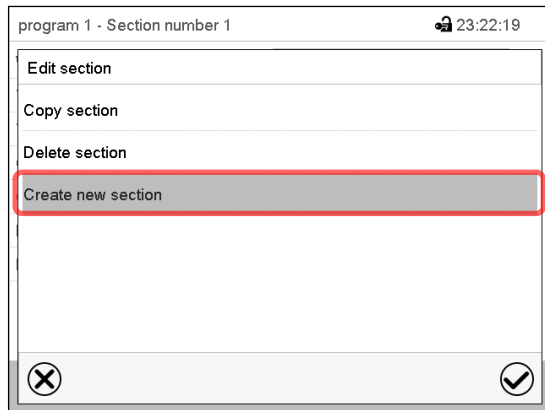 program 1 - Section number 1 23:22:19
Edit section
Copy section
Delete section
Create new section